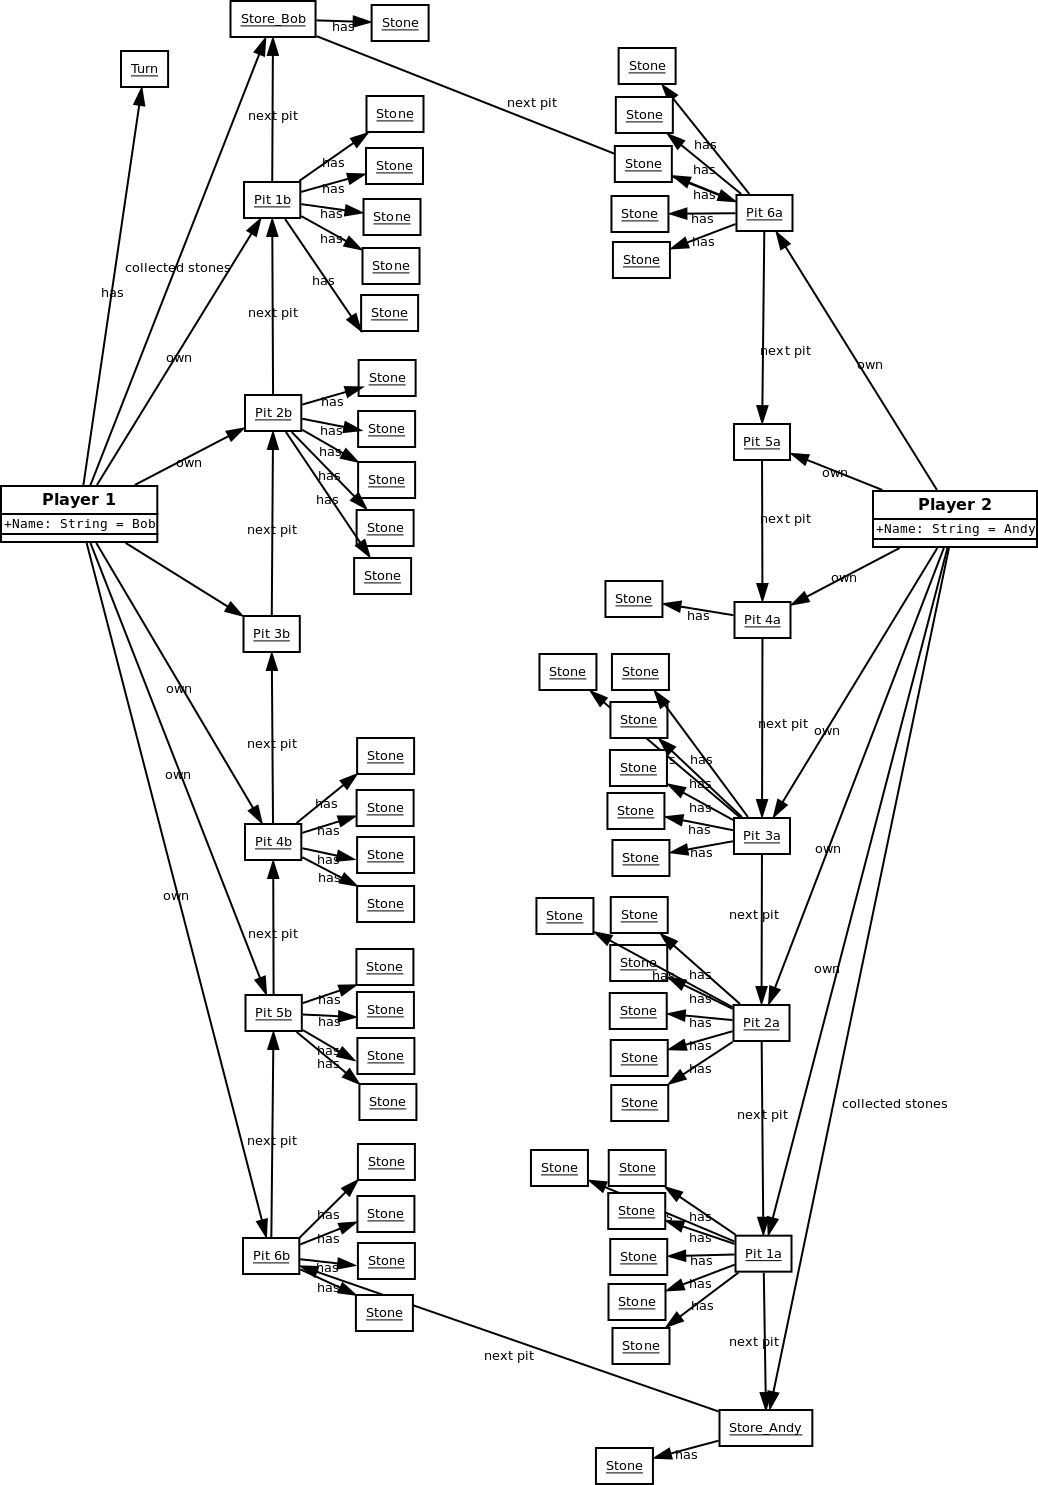 Store_Bob
has
Stone
Turn
next pit
Stone
Stone
Stone
Stone
Stone
has
has
has
has
has
Pit 6a
next pit
Stone
Stone
Stone
Stone
Stone
has
has
has
has
has
Pit 1b
collected stones
has
own
next pit
next pit
own
Stone
Stone
Stone
Stone
Stone
has
has
has
has
has
Pit 2b
own
Pit 5a
own
Player 1
+Name: String = Bob
Player 2
+Name: String = Andy
next pit
next pit
own
Stone
has
Pit 4a
Pit 3b
own
next pit
next pit
own
Stone
Stone
Stone
Stone
Stone
Stone
has
has
has
has
has
Pit 3a
Stone
Stone
Stone
Stone
has
has
has
has
Pit 4b
own
own
own
next pit
next pit
Stone
Stone
Stone
Stone
Stone
Stone
has
has
has
has
has
has
Pit 2a
own
Stone
Stone
Stone
Stone
has
has
has
has
Pit 5b
collected stones
next pit
next pit
Stone
Stone
Stone
Stone
has
has
has
has
Pit 6b
Stone
Stone
Stone
Stone
Stone
Stone
has
has
has
has
has
Pit 1a
next pit
next pit
Store_Andy
has
Stone